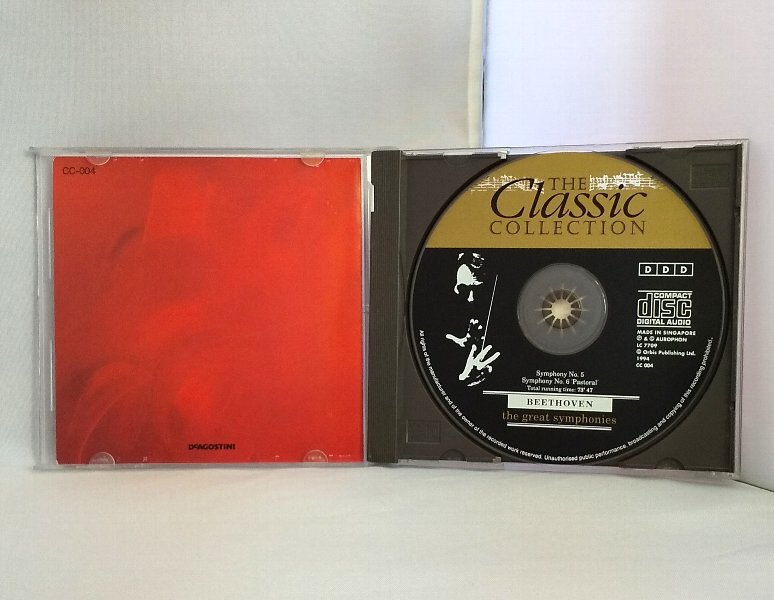 CC-004
DeAGOSTINI
THE
Classic
COLLECTION
D D D
COMPACT
disc
DIGITAL AUDIO
MADE IN SINGAPORE
℗ & © AUROPHON
LC 7709
© Orbis Publishing Ltd.
1994
CC 004
Symphony No. 5
Symphony No. 6 'Pastoral'
Total running time: 73' 47
BEETHOVEN
the great symphonies
All rights of the manufacturer and of the owner of the recorded work reserved. Unauthorised public performance, broadcasting and copying of the recording prohibited.